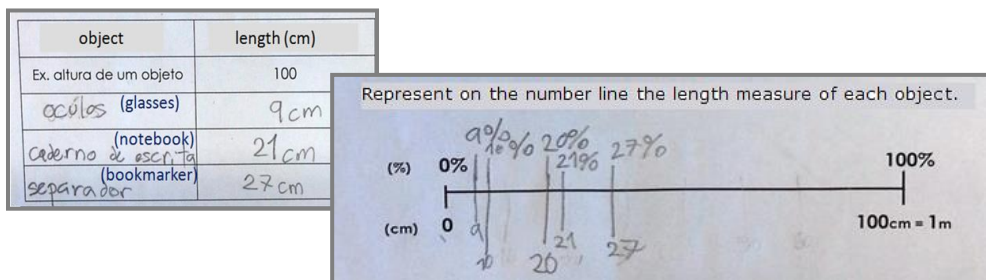 object length (cm)
Ex. altura de um objeto 100
ocúlos (glasses) 9cm
(notebook)
caderno de escrita 21cm
(bookmarker)
separador 27cm
Represent on the number line the length measure of each object.
9% 10% 20% 21% 27%
(%) 0% 100%
(cm) 0 9 10 20 21 27 100cm = 1m